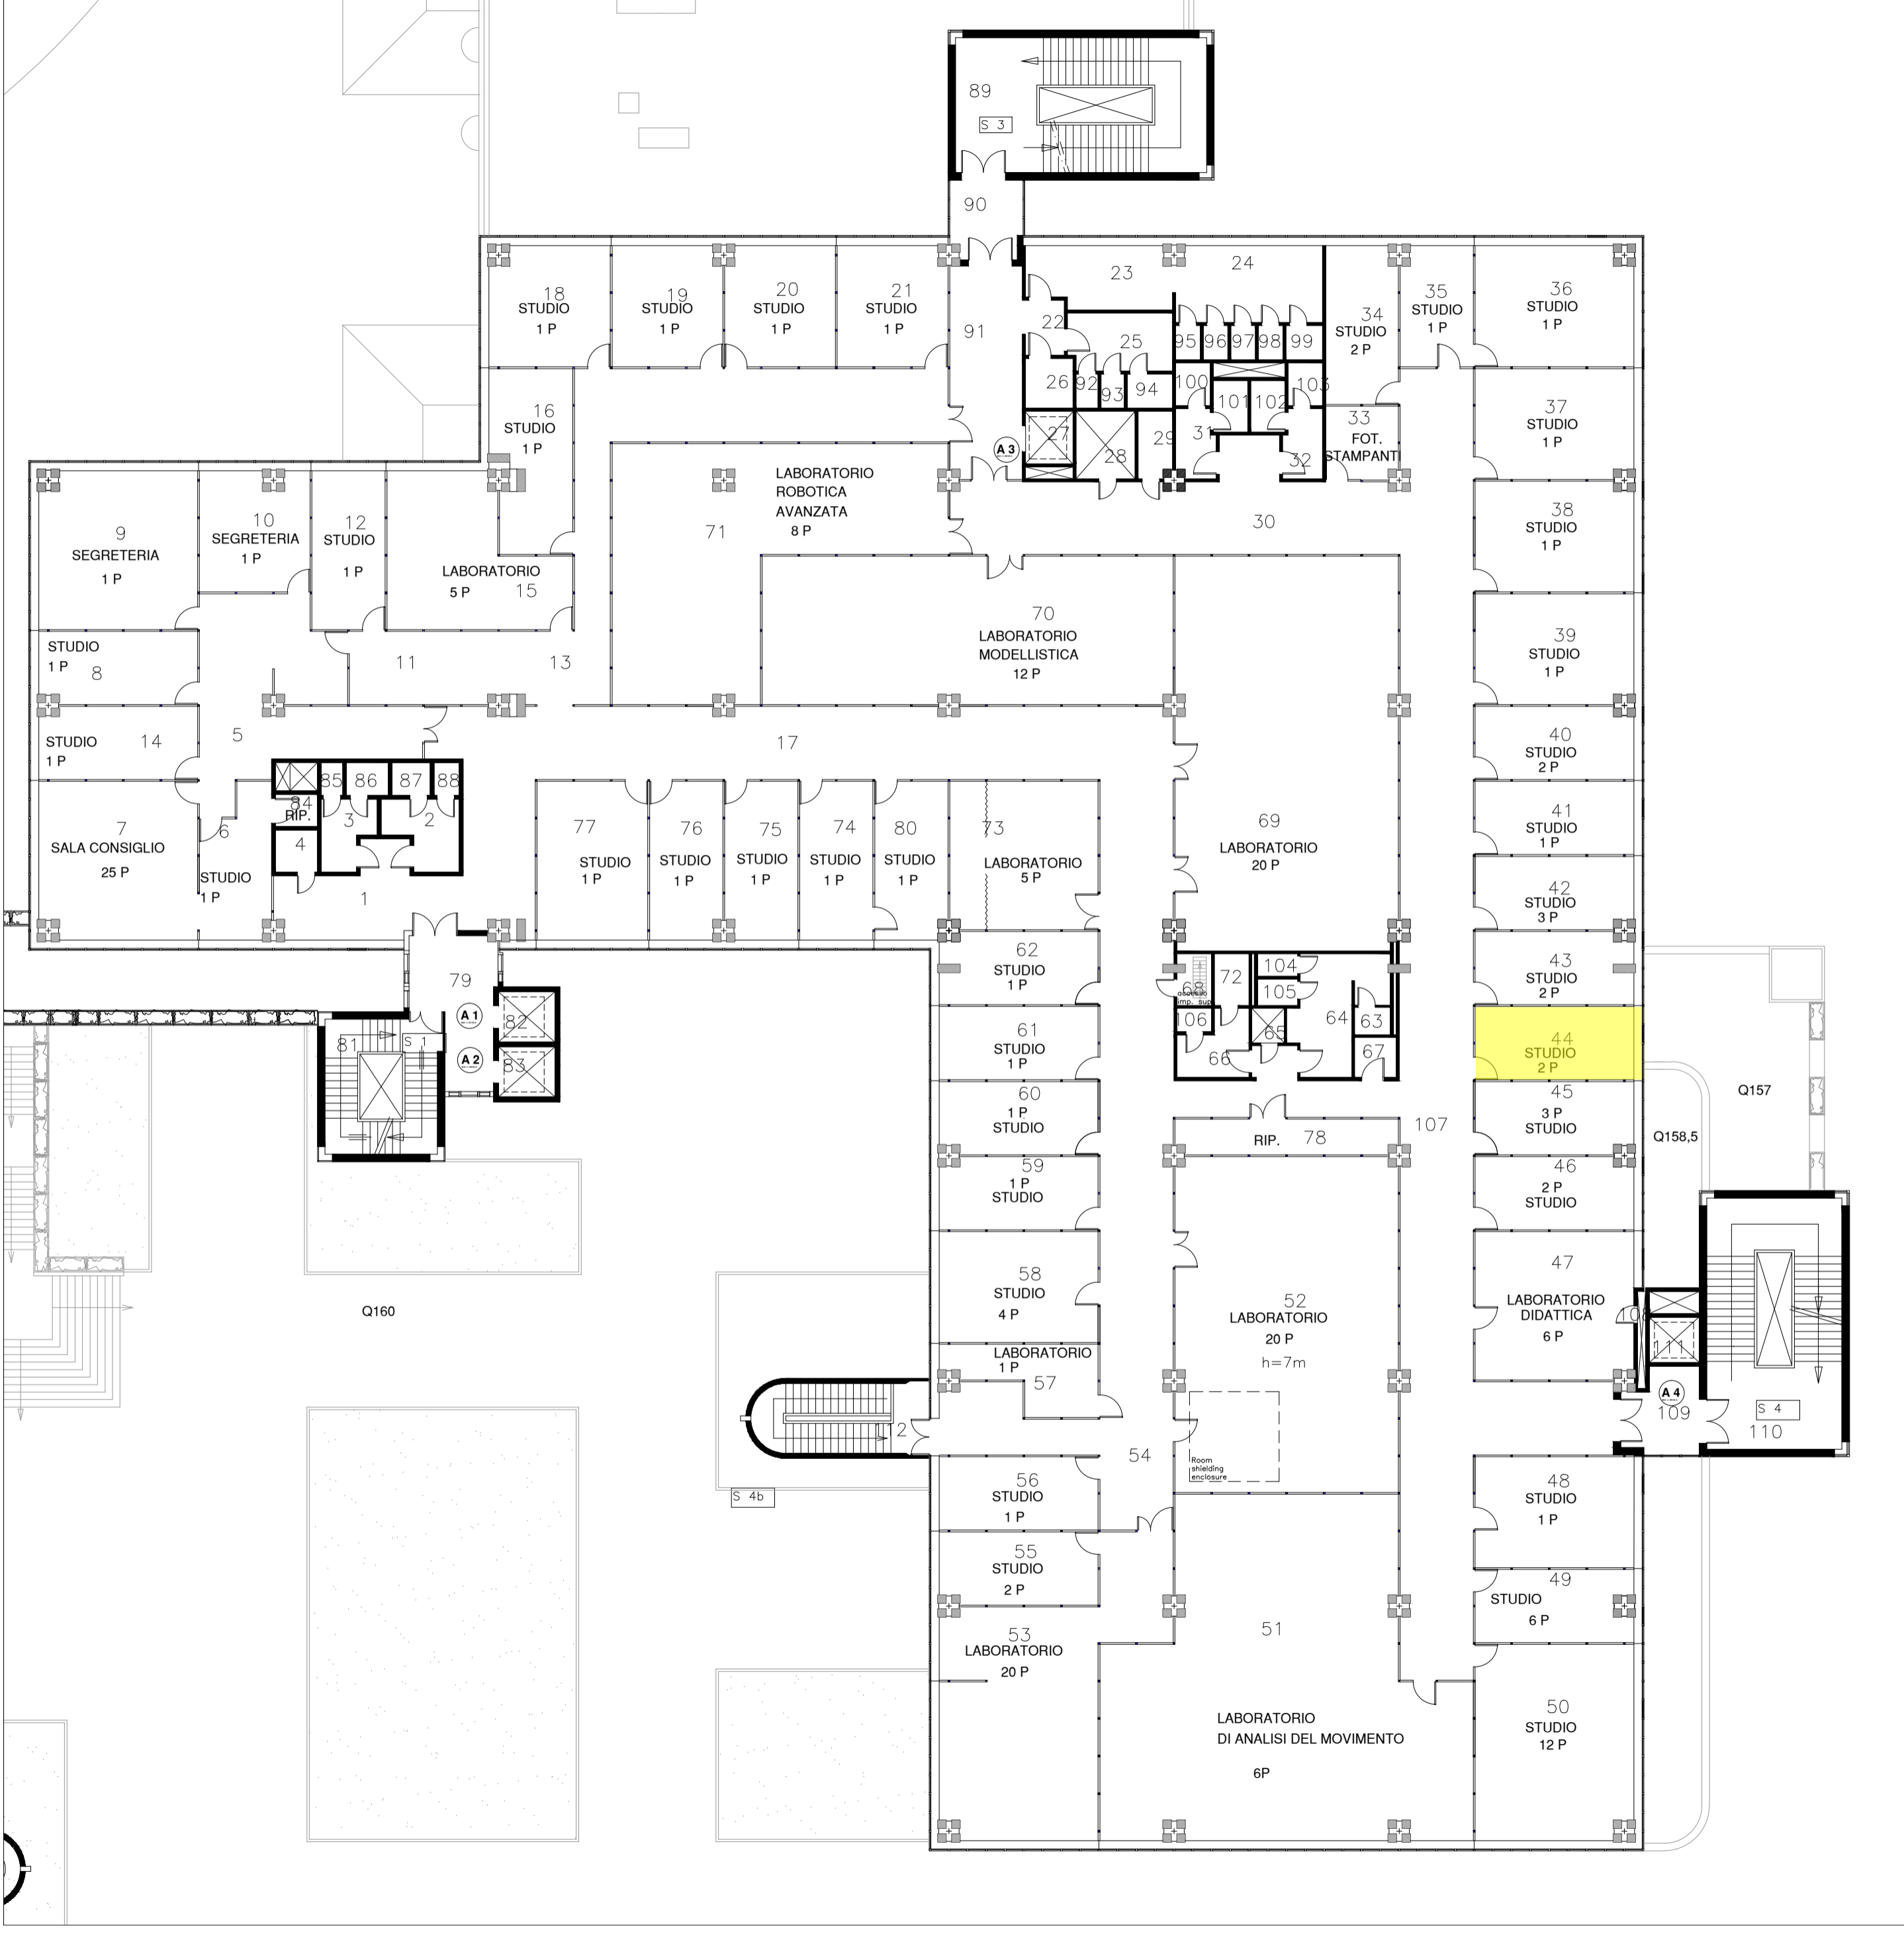 89
S 3
90
18
STUDIO
1 P
19
STUDIO
1 P
20
STUDIO
1 P
21
STUDIO
1 P
91
22
23
24
25
26
27
28
29
92
93
94
95
96
97
98
99
100
101
102
103
31
32
A 3
34
STUDIO
2 P
35
STUDIO
1 P
36
STUDIO
1 P
33
FOT.
STAMPANTI
37
STUDIO
1 P
16
STUDIO
1 P
9
SEGRETERIA
1 P
10
SEGRETERIA
1 P
12
STUDIO
1 P
LABORATORIO
5 P
15
71
LABORATORIO
ROBOTICA
AVANZATA
8 P
30
38
STUDIO
1 P
STUDIO
1 P
8
11
13
70
LABORATORIO
MODELLISTICA
12 P
39
STUDIO
1 P
STUDIO
1 P
14
5
17
40
STUDIO
2 P
7
SALA CONSIGLIO
25 P
6
STUDIO
1 P
84
RIP.
4
85
86
87
88
3
2
1
77
STUDIO
1 P
76
STUDIO
1 P
75
STUDIO
1 P
74
STUDIO
1 P
80
STUDIO
1 P
73
LABORATORIO
5 P
69
LABORATORIO
20 P
41
STUDIO
1 P
42
STUDIO
3 P
79
A 1
82
A 2
83
81
S 1
62
STUDIO
1 P
61
STUDIO
1 P
60
1 P
STUDIO
59
1 P
STUDIO
68
72
104
105
106
65
64
63
66
67
43
STUDIO
2 P
44
STUDIO
2 P
45
3 P
STUDIO
46
2 P
STUDIO
107
RIP.
78
Q157
Q158,5
Q160
58
STUDIO
4 P
LABORATORIO
1 P
57
52
LABORATORIO
20 P
h=7m
Room
shielding
enclosure
47
LABORATORIO
DIDATTICA
6 P
111
A 4
109
S 4
110
S 4b
54
56
STUDIO
1 P
55
STUDIO
2 P
53
LABORATORIO
20 P
51
LABORATORIO
DI ANALISI DEL MOVIMENTO
6P
48
STUDIO
1 P
49
STUDIO
6 P
50
STUDIO
12 P